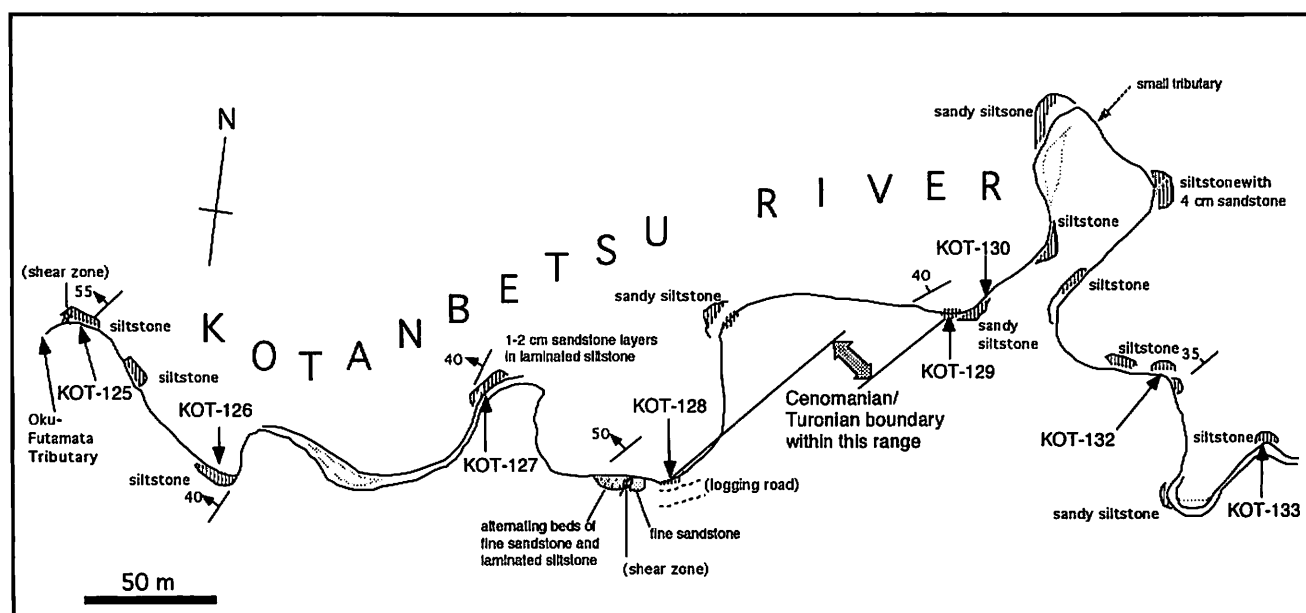 N
small tributary
sandy siltsone
siltstonewith
4 cm sandstone
KOTANBETSU RIVER
KOT-130
siltstone
(shear zone)
55
siltstone
40
sandy siltstone
siltstone
1-2 cm sandstone layers
in laminated siltstone
40
sandy
siltstone
KOT-125
siltstone
KOT-129
siltstone
35
Oku-
Futamata
Tributary
KOT-126
KOT-128
Cenomanian/
Turonian boundary
within this range
KOT-132
siltstone
50
KOT-127
siltstone
40
(logging road)
alternating beds of
fine sandstone and
laminated siltstone
fine sandstone
(shear zone)
sandy siltstone
KOT-133
50 m